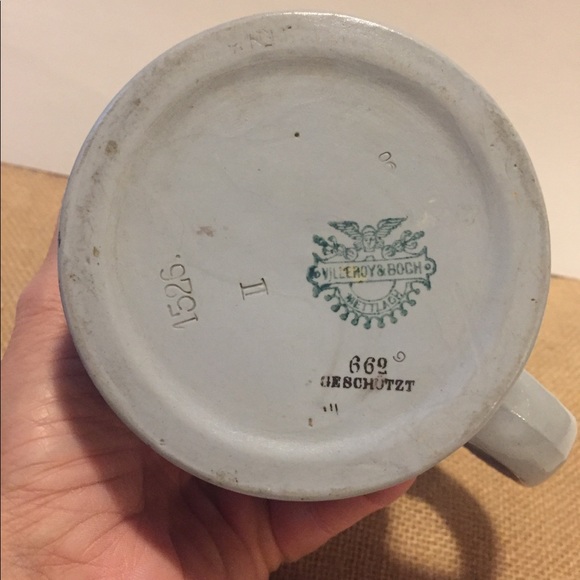 VILLEROY & BOCH
METTLACH
1526.
II
662
GESCHÜTZT